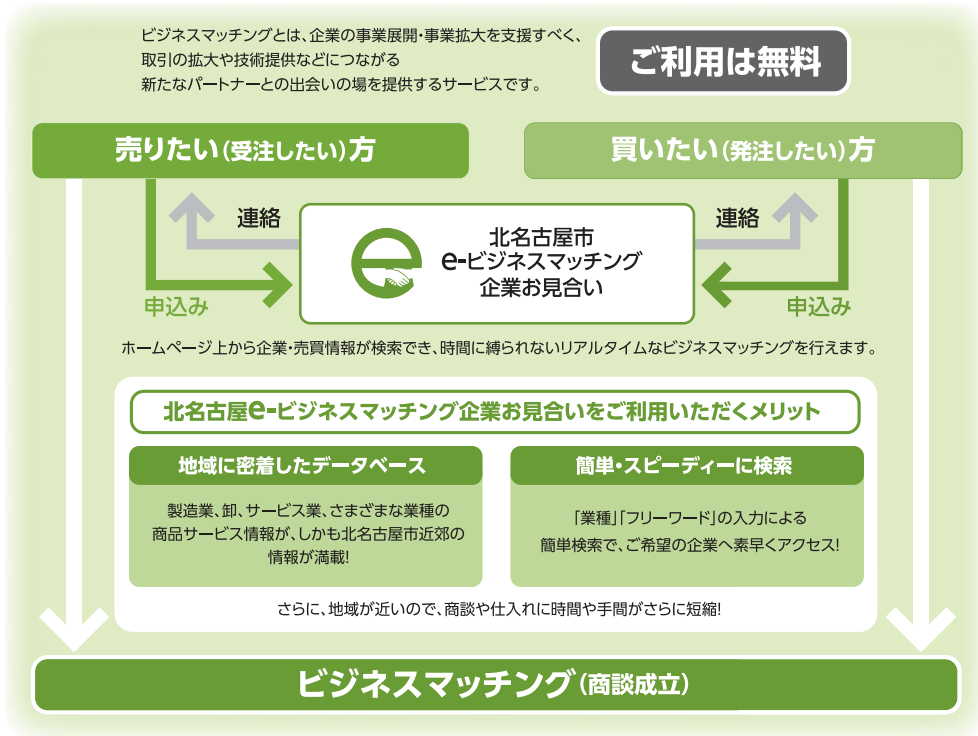 ビジネスマッチングとは、企業の事業展開・事業拡大を支援すべく、
取引の拡大や技術提供などにつながる
新たなパートナーとの出会いの場を提供するサービスです。
ご利用は無料
売りたい(受注したい)方
買いたい(発注したい)方
連絡
連絡
北名古屋市
e-ビジネスマッチング
企業お見合い
申込み
申込み
ホームページ上から企業・売買情報が検索でき、時間に縛られないリアルタイムなビジネスマッチングを行えます。
北名古屋e-ビジネスマッチング企業お見合いをご利用いただくメリット
地域に密着したデータベース
製造業、卸、サービス業、さまざまな業種の
商品サービス情報が、しかも北名古屋市近郊の
情報が満載!
簡単・スピーディーに検索
「業種」「フリーワード」の入力による
簡単検索で、ご希望の企業へ素早くアクセス!
さらに、地域が近いので、商談や仕入れに時間や手間がさらに短縮!
ビジネスマッチング(商談成立)